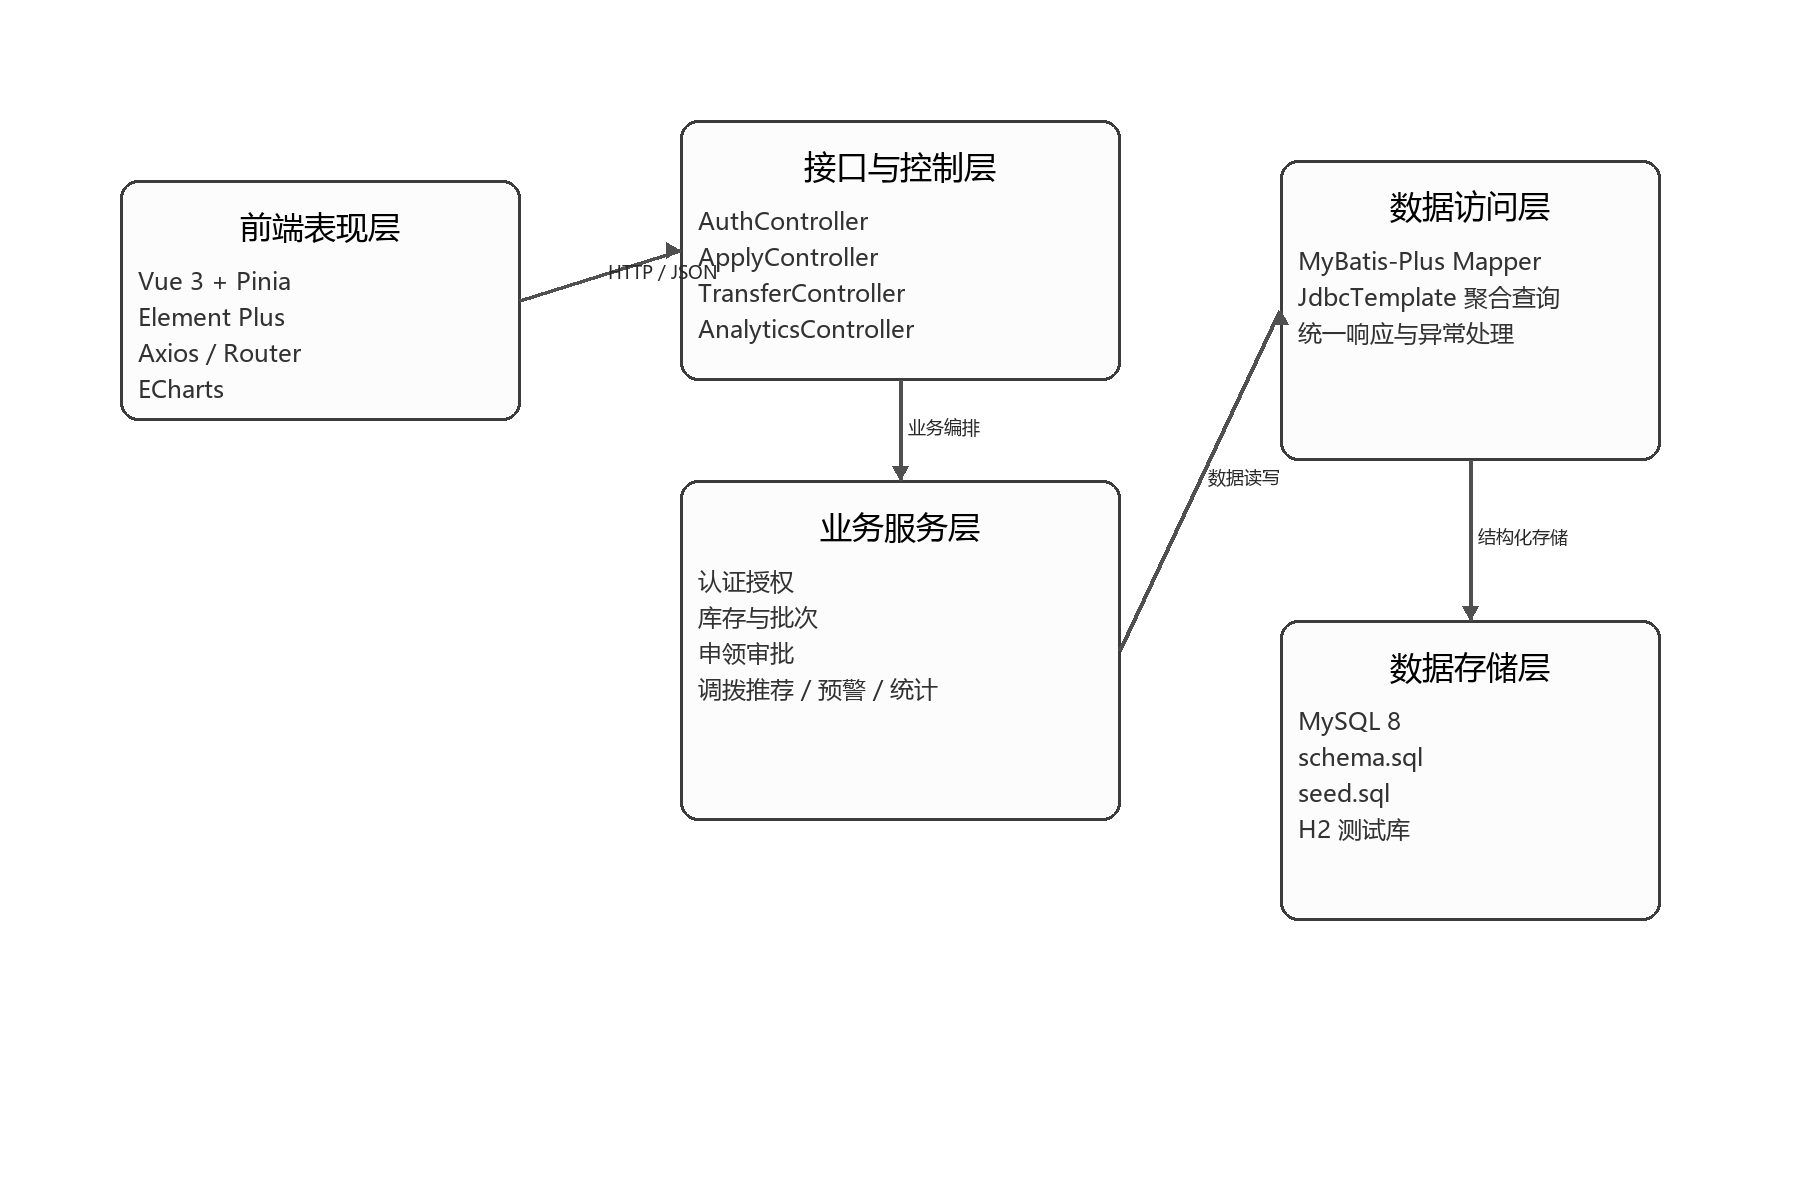 前端表现层
Vue 3 + Pinia
Element Plus
Axios / Router
ECharts
HTTP / JSON
接口与控制层
AuthController
ApplyController
TransferController
AnalyticsController
业务编排
业务服务层
认证授权
库存与批次
申领审批
调拨推荐 / 预警 / 统计
数据读写
数据访问层
MyBatis-Plus Mapper
JdbcTemplate 聚合查询
统一响应与异常处理
结构化存储
数据存储层
MySQL 8
schema.sql
seed.sql
H2 测试库